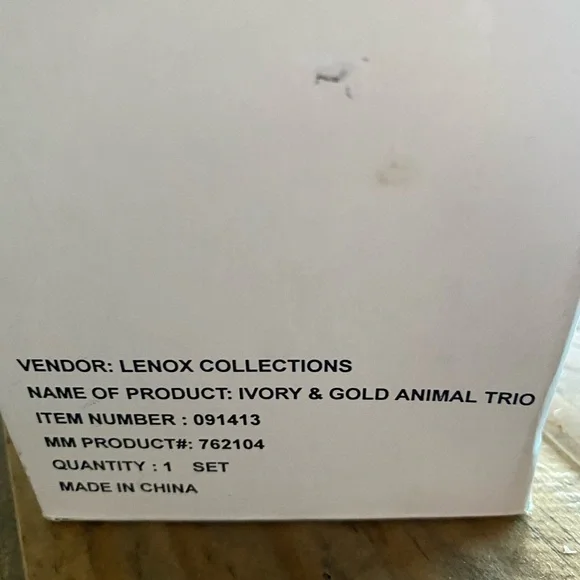 VENDOR: LENOX COLLECTIONS
NAME OF PRODUCT: IVORY & GOLD ANIMAL TRIO
ITEM NUMBER : 091413
MM PRODUCT#: 762104
QUANTITY : 1 SET
MADE IN CHINA